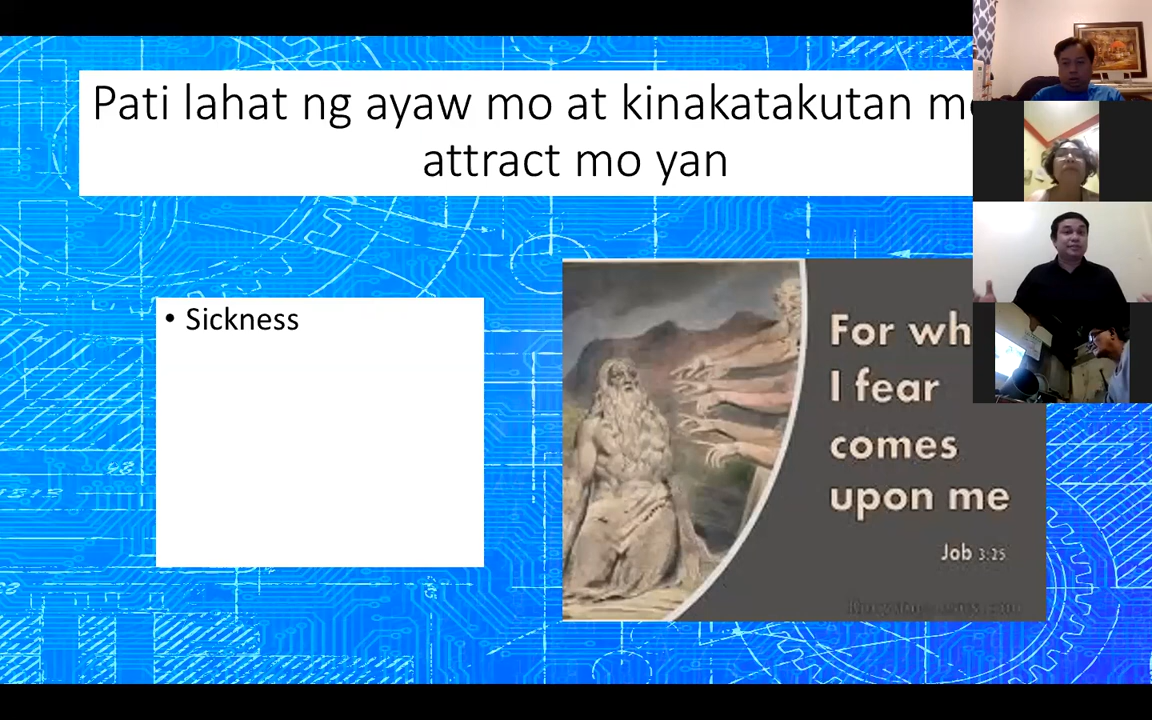 Pati lahat ng ayaw mo at kinakatakutan mo
attract mo yan
• Sickness
For wh
I fear
comes
upon me
Job 3:25